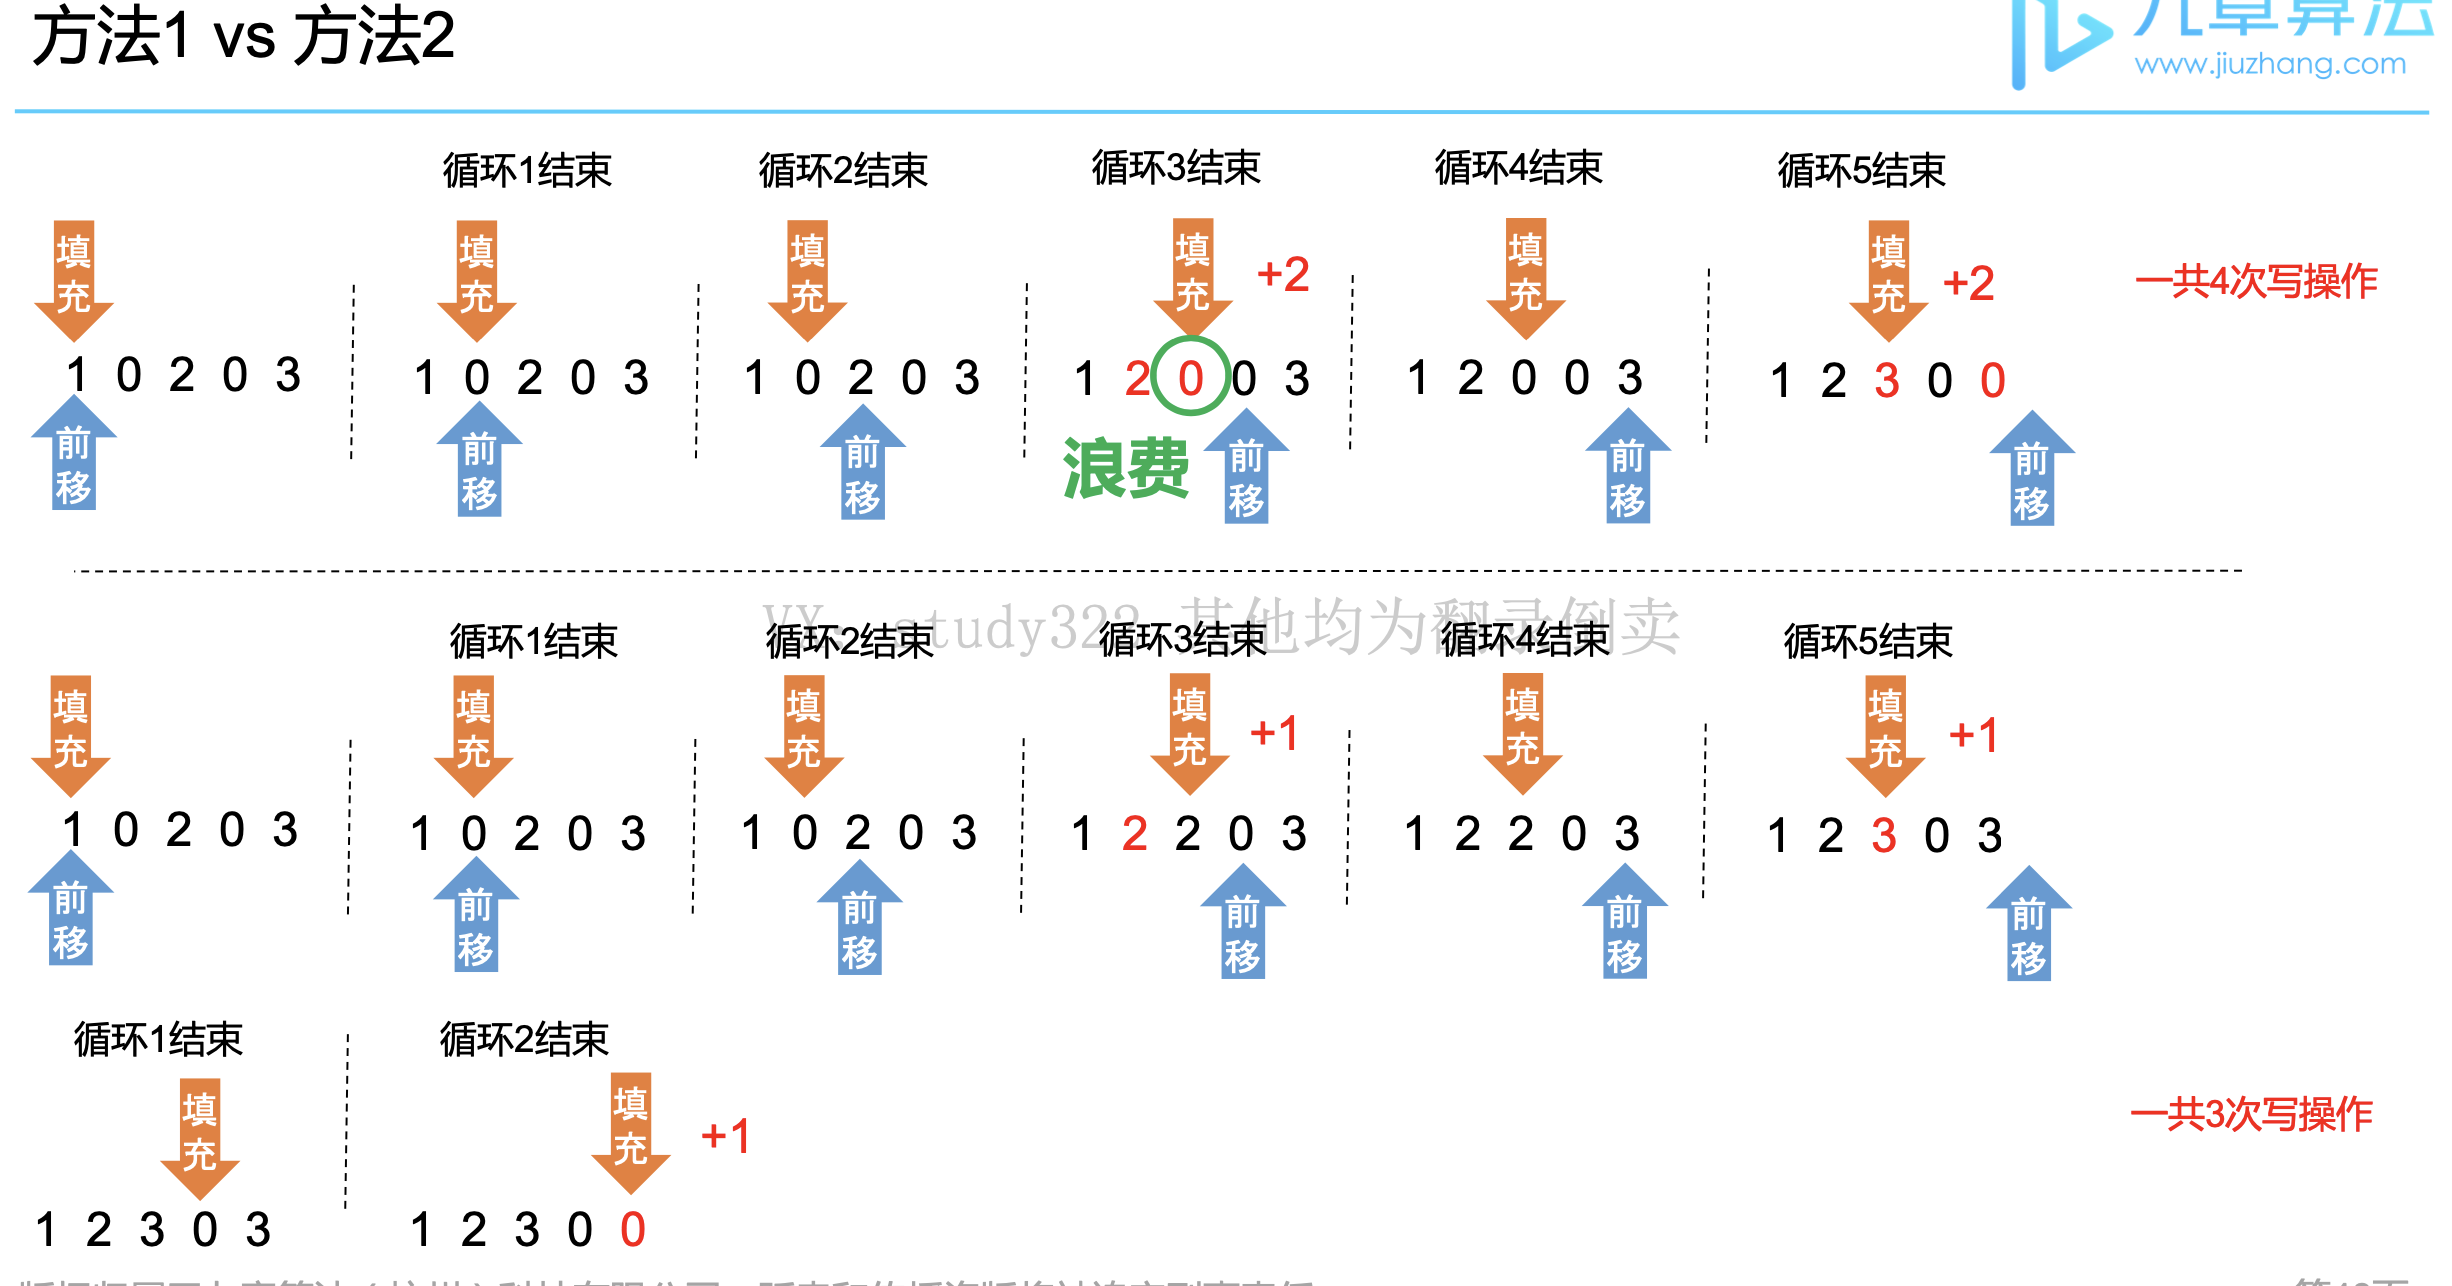 方法1 vs 方法2
九章算法
www.jiuzhang.com
循环1结束 循环2结束 循环3结束 循环4结束 循环5结束
填充 填充 填充 填充 +2 填充 填充 +2 一共4次写操作
1 0 2 0 3 1 0 2 0 3 1 0 2 0 3 1 2 0 0 3 1 2 0 0 3 1 2 3 0 0
浪费
前移 前移 前移 前移 前移 前移
VX: study322 其他均为翻录倒卖
循环1结束 循环2结束 循环3结束 循环4结束 循环5结束
填充 填充 填充 填充 +1 填充 填充 +1
1 0 2 0 3 1 0 2 0 3 1 0 2 0 3 1 2 2 0 3 1 2 2 0 3 1 2 3 0 3
前移 前移 前移 前移 前移 前移
循环1结束 循环2结束
填充 填充 +1 一共3次写操作
1 2 3 0 3 1 2 3 0 0